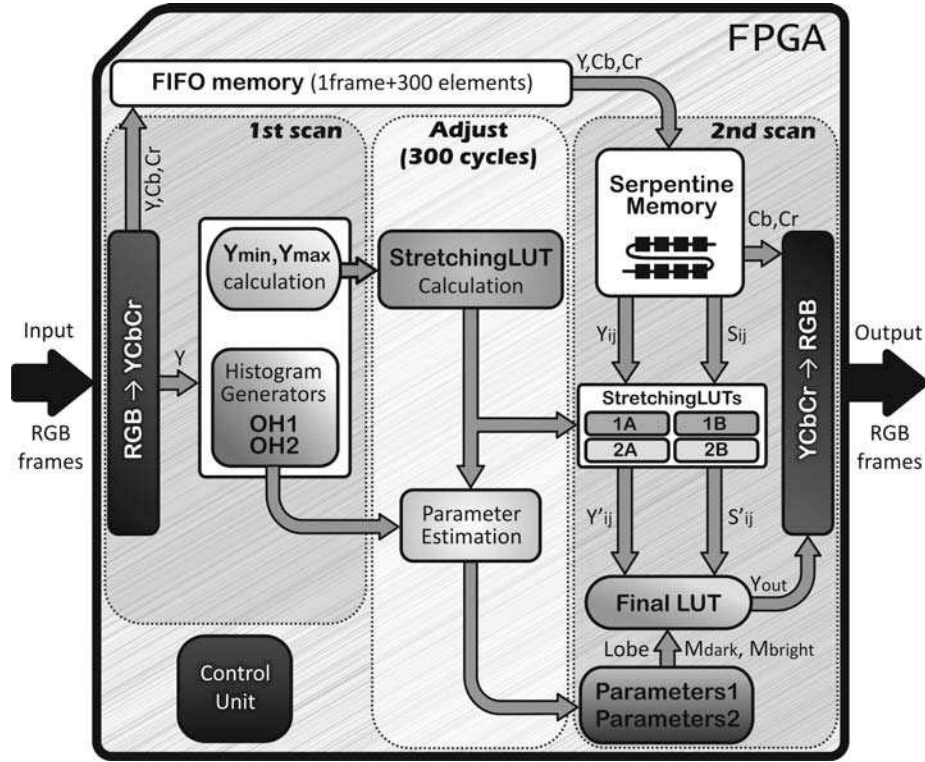 FPGA
FIFO memory (1frame+300 elements)
Y,Cb,Cr
1st scan
Adjust
(300 cycles)
2nd scan
Y,Cb,Cr
Serpentine
Memory
Cb,Cr
Ymin,Ymax
calculation
StretchingLUT
Calculation
Input
RGB
frames
RGB → YCbCr
Y
Histogram
Generators
OH1
OH2
Yij
Sij
StretchingLUTs
1A
1B
2A
2B
YCbCr → RGB
Output
RGB
frames
Parameter
Estimation
Y'ij
S'ij
Final LUT
Yout
Lobe
Mdark, Mbright
Control
Unit
Parameters1
Parameters2